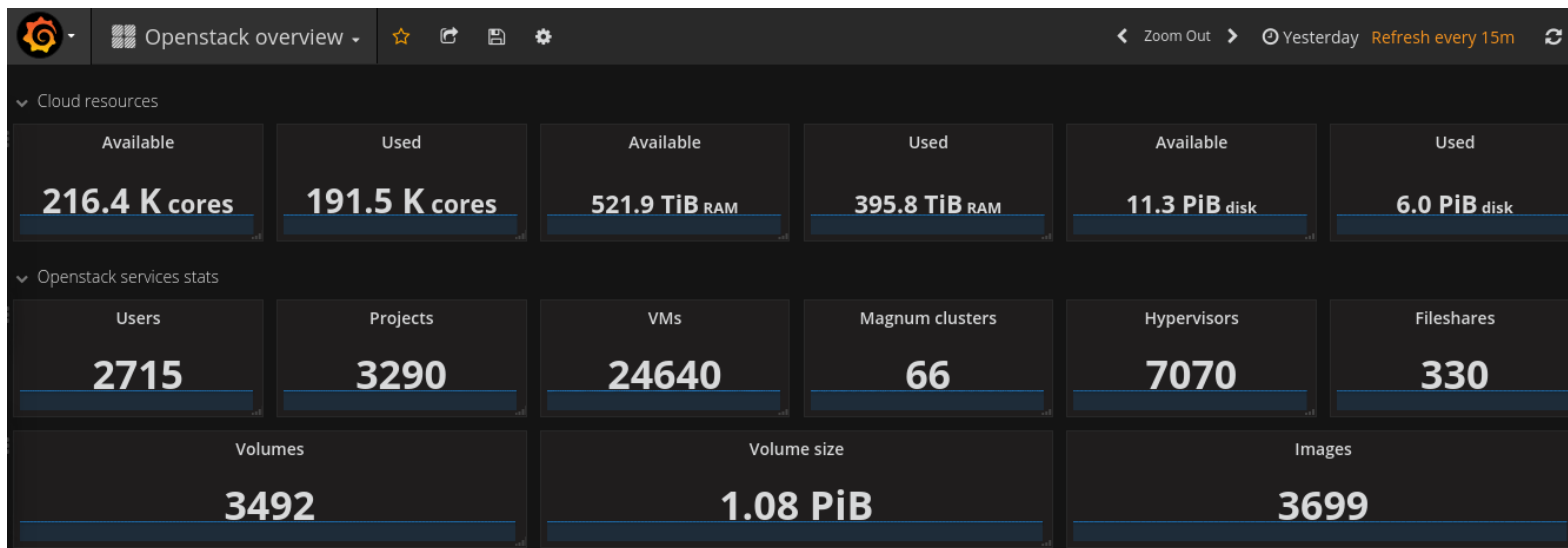 Openstack overview Zoom Out Yesterday Refresh every 15m
Cloud resources
Available Used Available Used Available Used
216.4 K cores 191.5 K cores 521.9 TiB RAM 395.8 TiB RAM 11.3 PiB disk 6.0 PiB disk
Openstack services stats
Users Projects VMs Magnum clusters Hypervisors Fileshares
2715 3290 24640 66 7070 330
Volumes Volume size Images
3492 1.08 PiB 3699